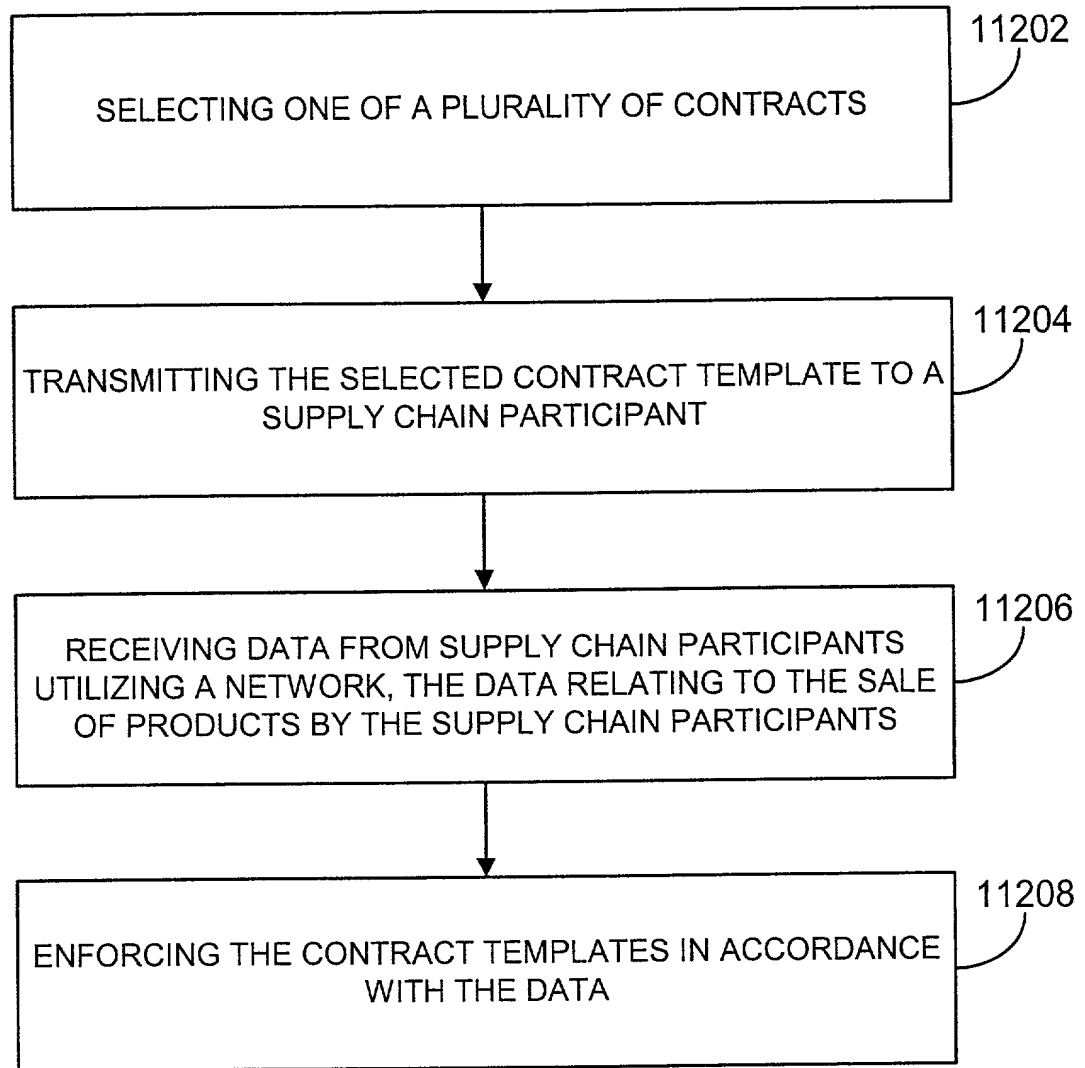 11202
SELECTING ONE OF A PLURALITY OF CONTRACTS
11204
TRANSMITTING THE SELECTED CONTRACT TEMPLATE TO A
SUPPLY CHAIN PARTICIPANT
11206
RECEIVING DATA FROM SUPPLY CHAIN PARTICIPANTS
UTILIZING A NETWORK, THE DATA RELATING TO THE SALE
OF PRODUCTS BY THE SUPPLY CHAIN PARTICIPANTS
11208
ENFORCING THE CONTRACT TEMPLATES IN ACCORDANCE
WITH THE DATA